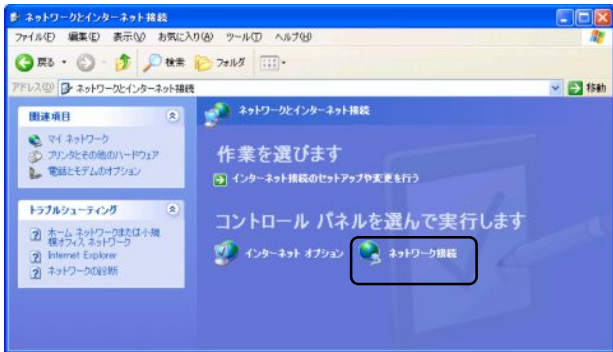 ネットワークとインターネット接続
ファイル(F) 編集(E) 表示(V) お気に入り(A) ツール(T) ヘルプ(H)
戻る 検索 フォルダ
アドレス(D) ネットワークとインターネット接続 移動
関連項目
マイ ネットワーク
プリンタとその他のハードウェア
電話とモデムのオプション
トラブルシューティング
ホーム ネットワークまたは小規
模オフィス ネットワーク
Internet Explorer
ネットワークの診断
ネットワークとインターネット接続
作業を選びます
インターネット接続のセットアップや変更を行う
コントロール パネルを選んで実行します
インターネット オプション ネットワーク接続